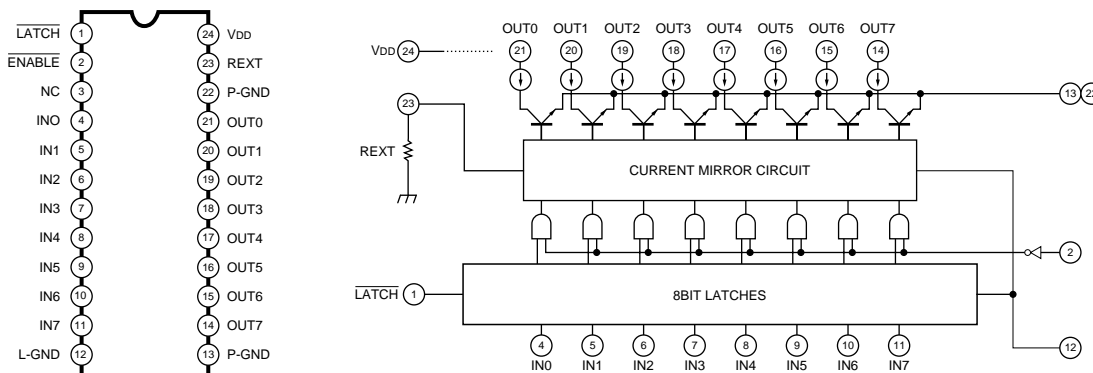 LATCH 1 24 VDD
ENABLE 2 23 REXT
NC 3 22 P-GND
INO 4 21 OUT0
IN1 5 20 OUT1
IN2 6 19 OUT2
IN3 7 18 OUT3
IN4 8 17 OUT4
IN5 9 16 OUT5
IN6 10 15 OUT6
IN7 11 14 OUT7
L-GND 12 13 P-GND
OUT0 OUT1 OUT2 OUT3 OUT4 OUT5 OUT6 OUT7
VDD 24 21 20 19 18 17 16 15 14
23 13
REXT
CURRENT MIRROR CIRCUIT
2
LATCH 1 8BIT LATCHES
4 5 6 7 8 9 10 11 12
IN0 IN1 IN2 IN3 IN4 IN5 IN6 IN7